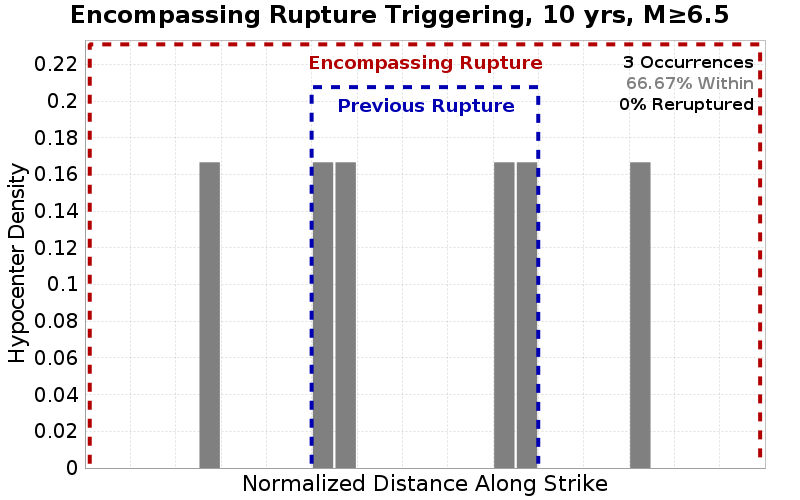 Encompassing Rupture Triggering, 10 yrs, M≥6.5
Encompassing Rupture
Previous Rupture
3 Occurrences
66.67% Within
0% Reruptured
Hypocenter Density
0.22
0.2
0.18
0.16
0.14
0.12
0.1
0.08
0.06
0.04
0.02
0
Normalized Distance Along Strike